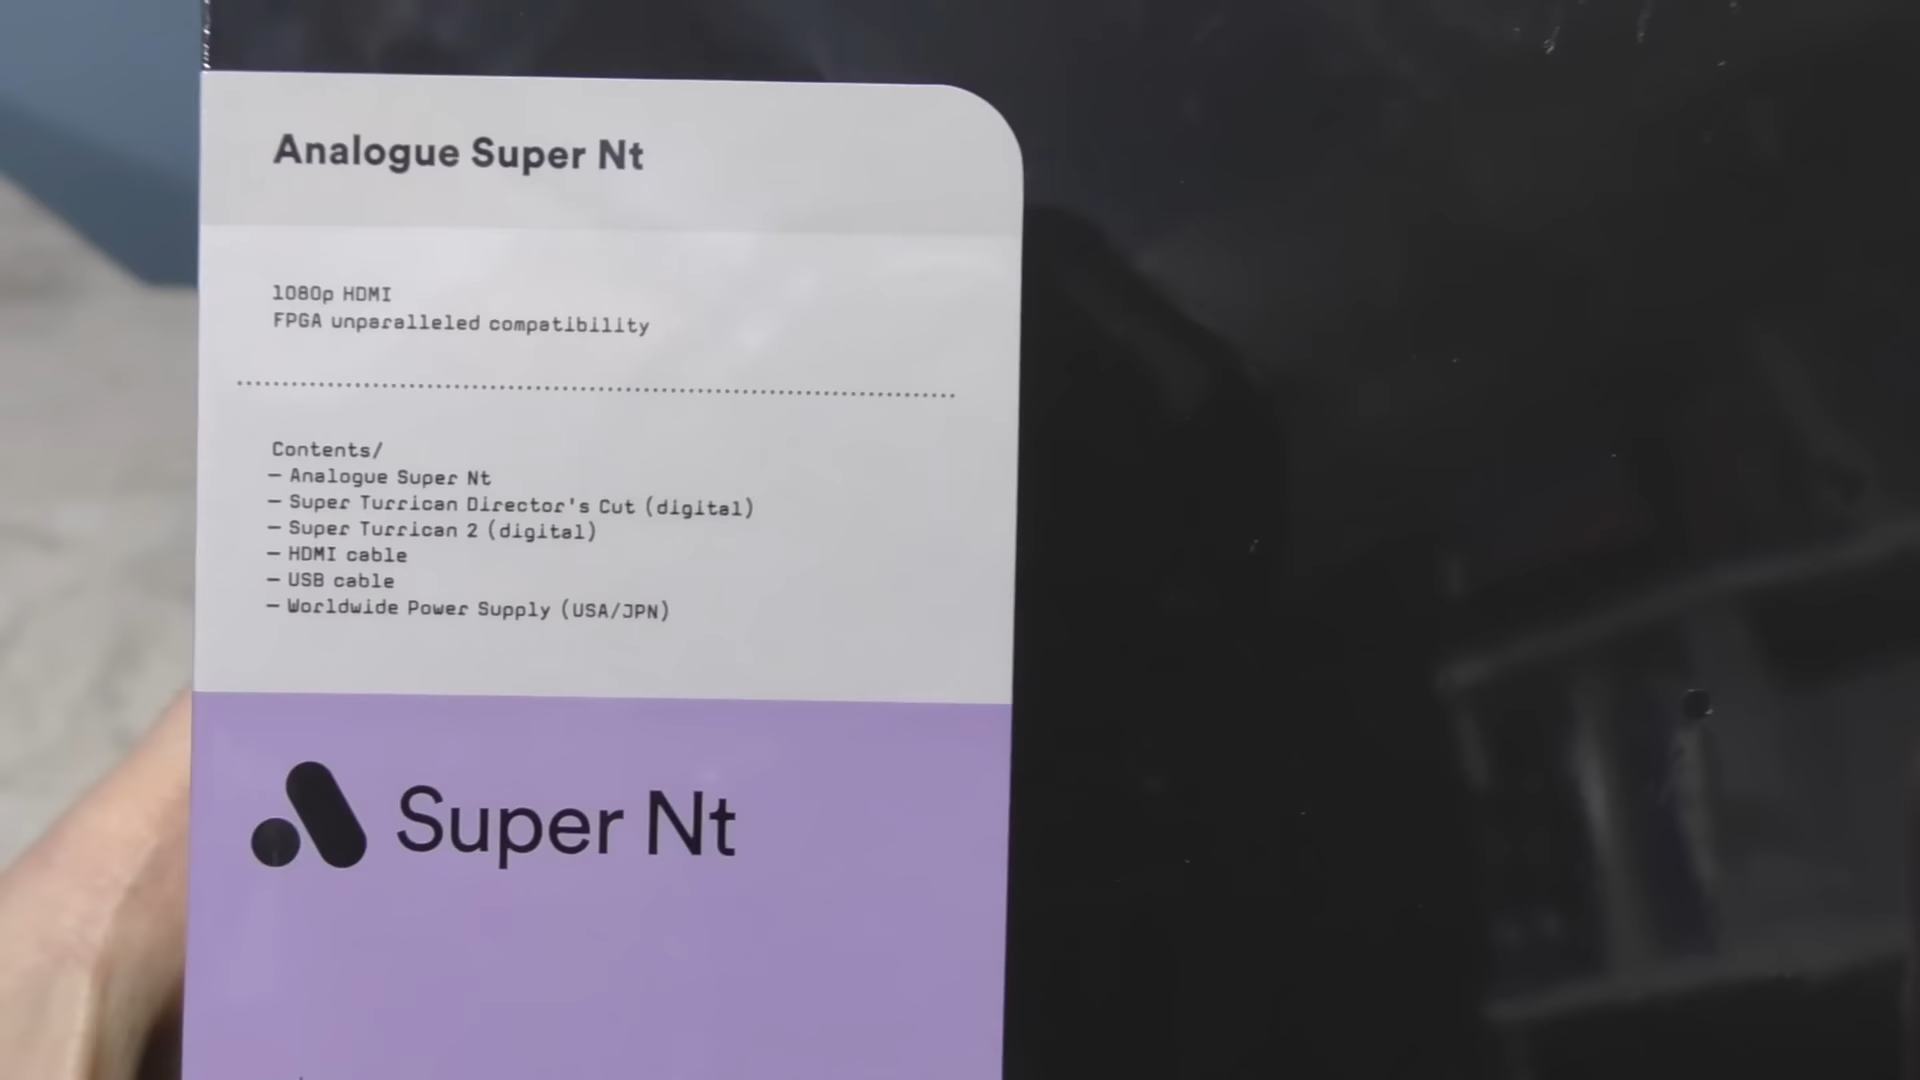 Analogue Super Nt
1080p HDMI
FPGA unparalleled compatibility
Contents/
— Analogue Super Nt
— Super Turrican Director's Cut (digital)
— Super Turrican 2 (digital)
— HDMI cable
— USB cable
— Worldwide Power Supply (USA/JPN)
Super Nt